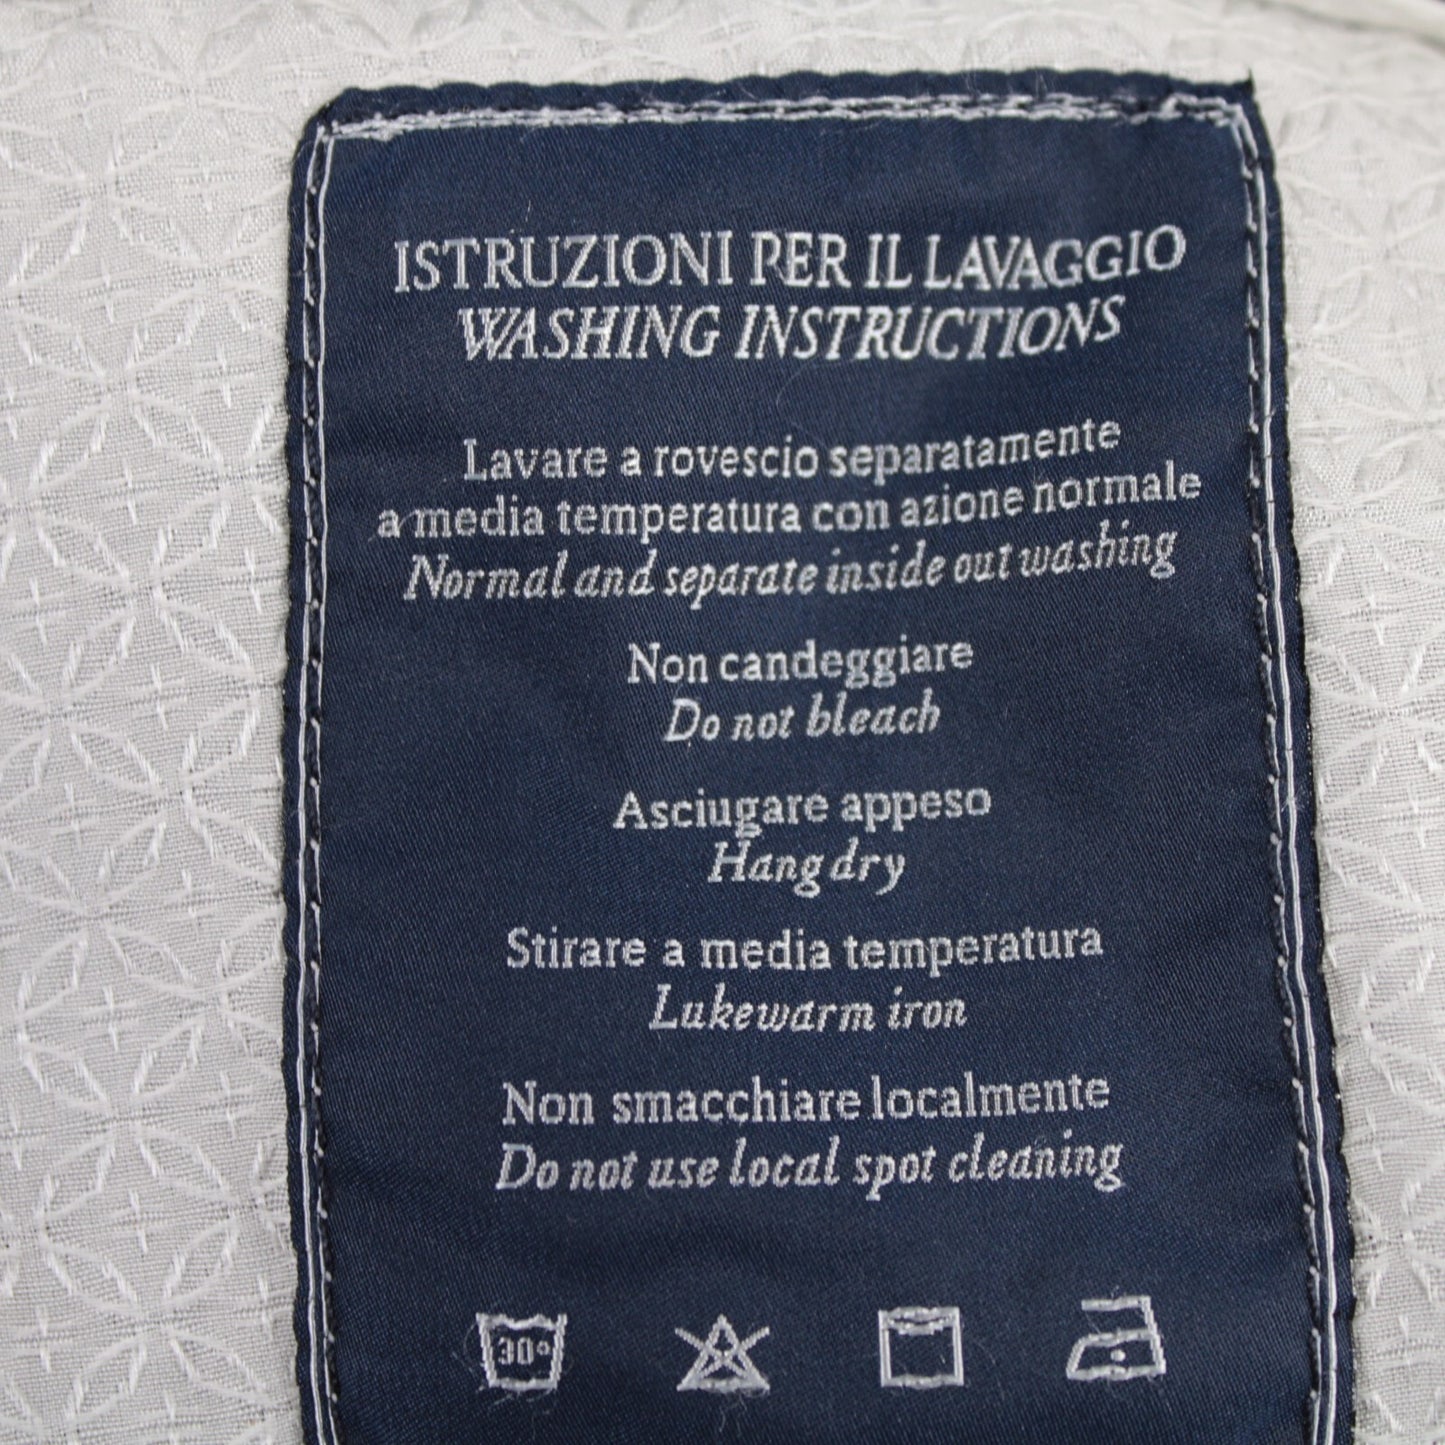 ISTRUZIONI PER IL LAVAGGIO
WASHING INSTRUCTIONS
Lavare a rovescio separatamente
a media temperatura con azione normale
Normal and separate inside out washing
Non candeggiare
Do not bleach
Asciugare appeso
Hang dry
Stirare a media temperatura
Lukewarm iron
Non smacchiare localmente
Do not use local spot cleaning
30°